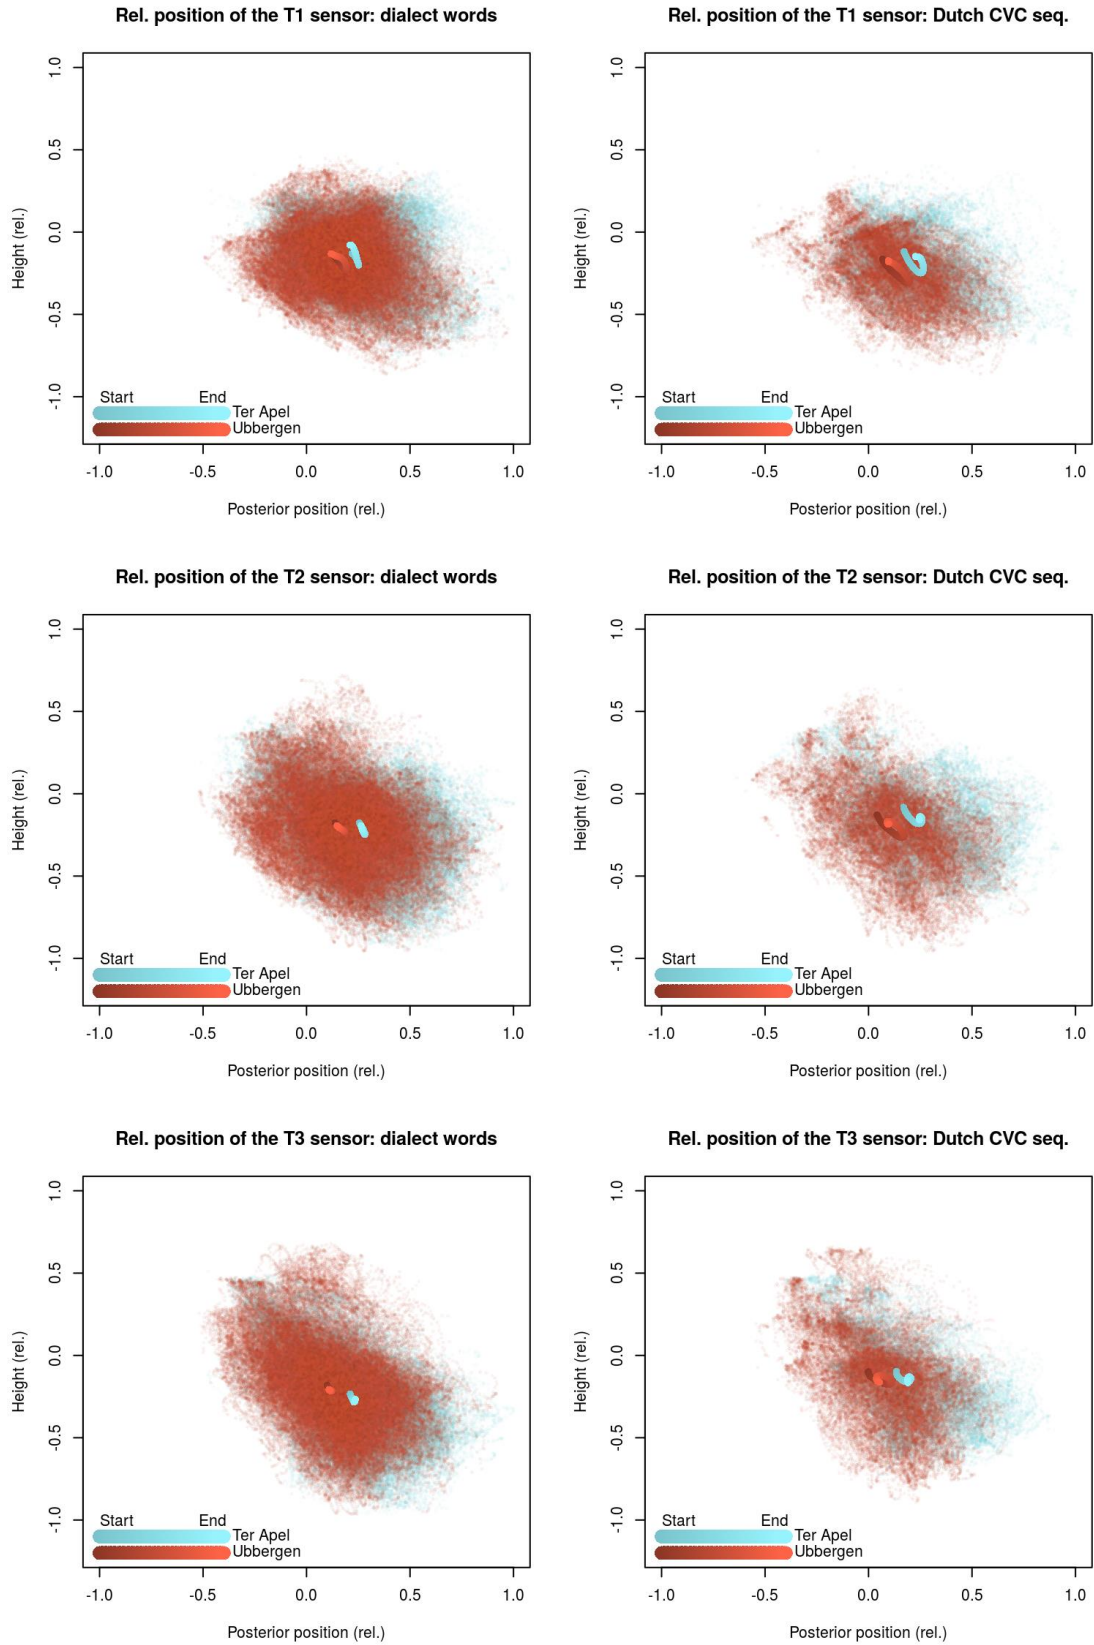 Rel. position of the T1 sensor: dialect words
Height (rel.)
1.0
0.5
0.0
-0.5
-1.0
Start End
Ter Apel
Ubbergen
-1.0 -0.5 0.0 0.5 1.0
Posterior position (rel.)
Rel. position of the T1 sensor: Dutch CVC seq.
Height (rel.)
1.0
0.5
0.0
-0.5
-1.0
Start End
Ter Apel
Ubbergen
-1.0 -0.5 0.0 0.5 1.0
Posterior position (rel.)
Rel. position of the T2 sensor: dialect words
Height (rel.)
1.0
0.5
0.0
-0.5
-1.0
Start End
Ter Apel
Ubbergen
-1.0 -0.5 0.0 0.5 1.0
Posterior position (rel.)
Rel. position of the T2 sensor: Dutch CVC seq.
Height (rel.)
1.0
0.5
0.0
-0.5
-1.0
Start End
Ter Apel
Ubbergen
-1.0 -0.5 0.0 0.5 1.0
Posterior position (rel.)
Rel. position of the T3 sensor: dialect words
Height (rel.)
1.0
0.5
0.0
-0.5
-1.0
Start End
Ter Apel
Ubbergen
-1.0 -0.5 0.0 0.5 1.0
Posterior position (rel.)
Rel. position of the T3 sensor: Dutch CVC seq.
Height (rel.)
1.0
0.5
0.0
-0.5
-1.0
Start End
Ter Apel
Ubbergen
-1.0 -0.5 0.0 0.5 1.0
Posterior position (rel.)